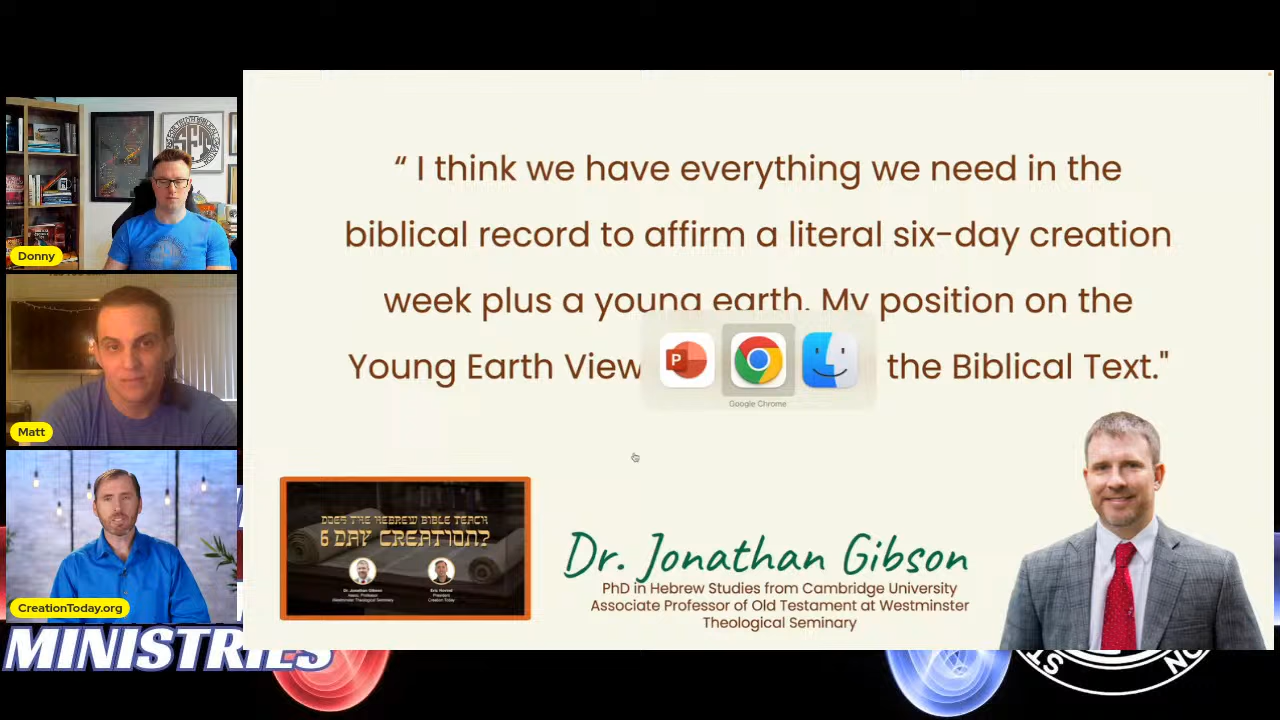 “ I think we have everything we need in the
biblical record to affirm a literal six-day creation
week plus a young earth. My position on the
Young Earth View the Biblical Text."
Google Chrome
Donny
Matt
CreationToday.org
DOES THE HEBREW BIBLE TEACH
6 DAY CREATION?
Dr. Jonathan Gibson
PhD in Hebrew Studies from Cambridge University
Associate Professor of Old Testament at Westminster
Theological Seminary
MINISTRIES